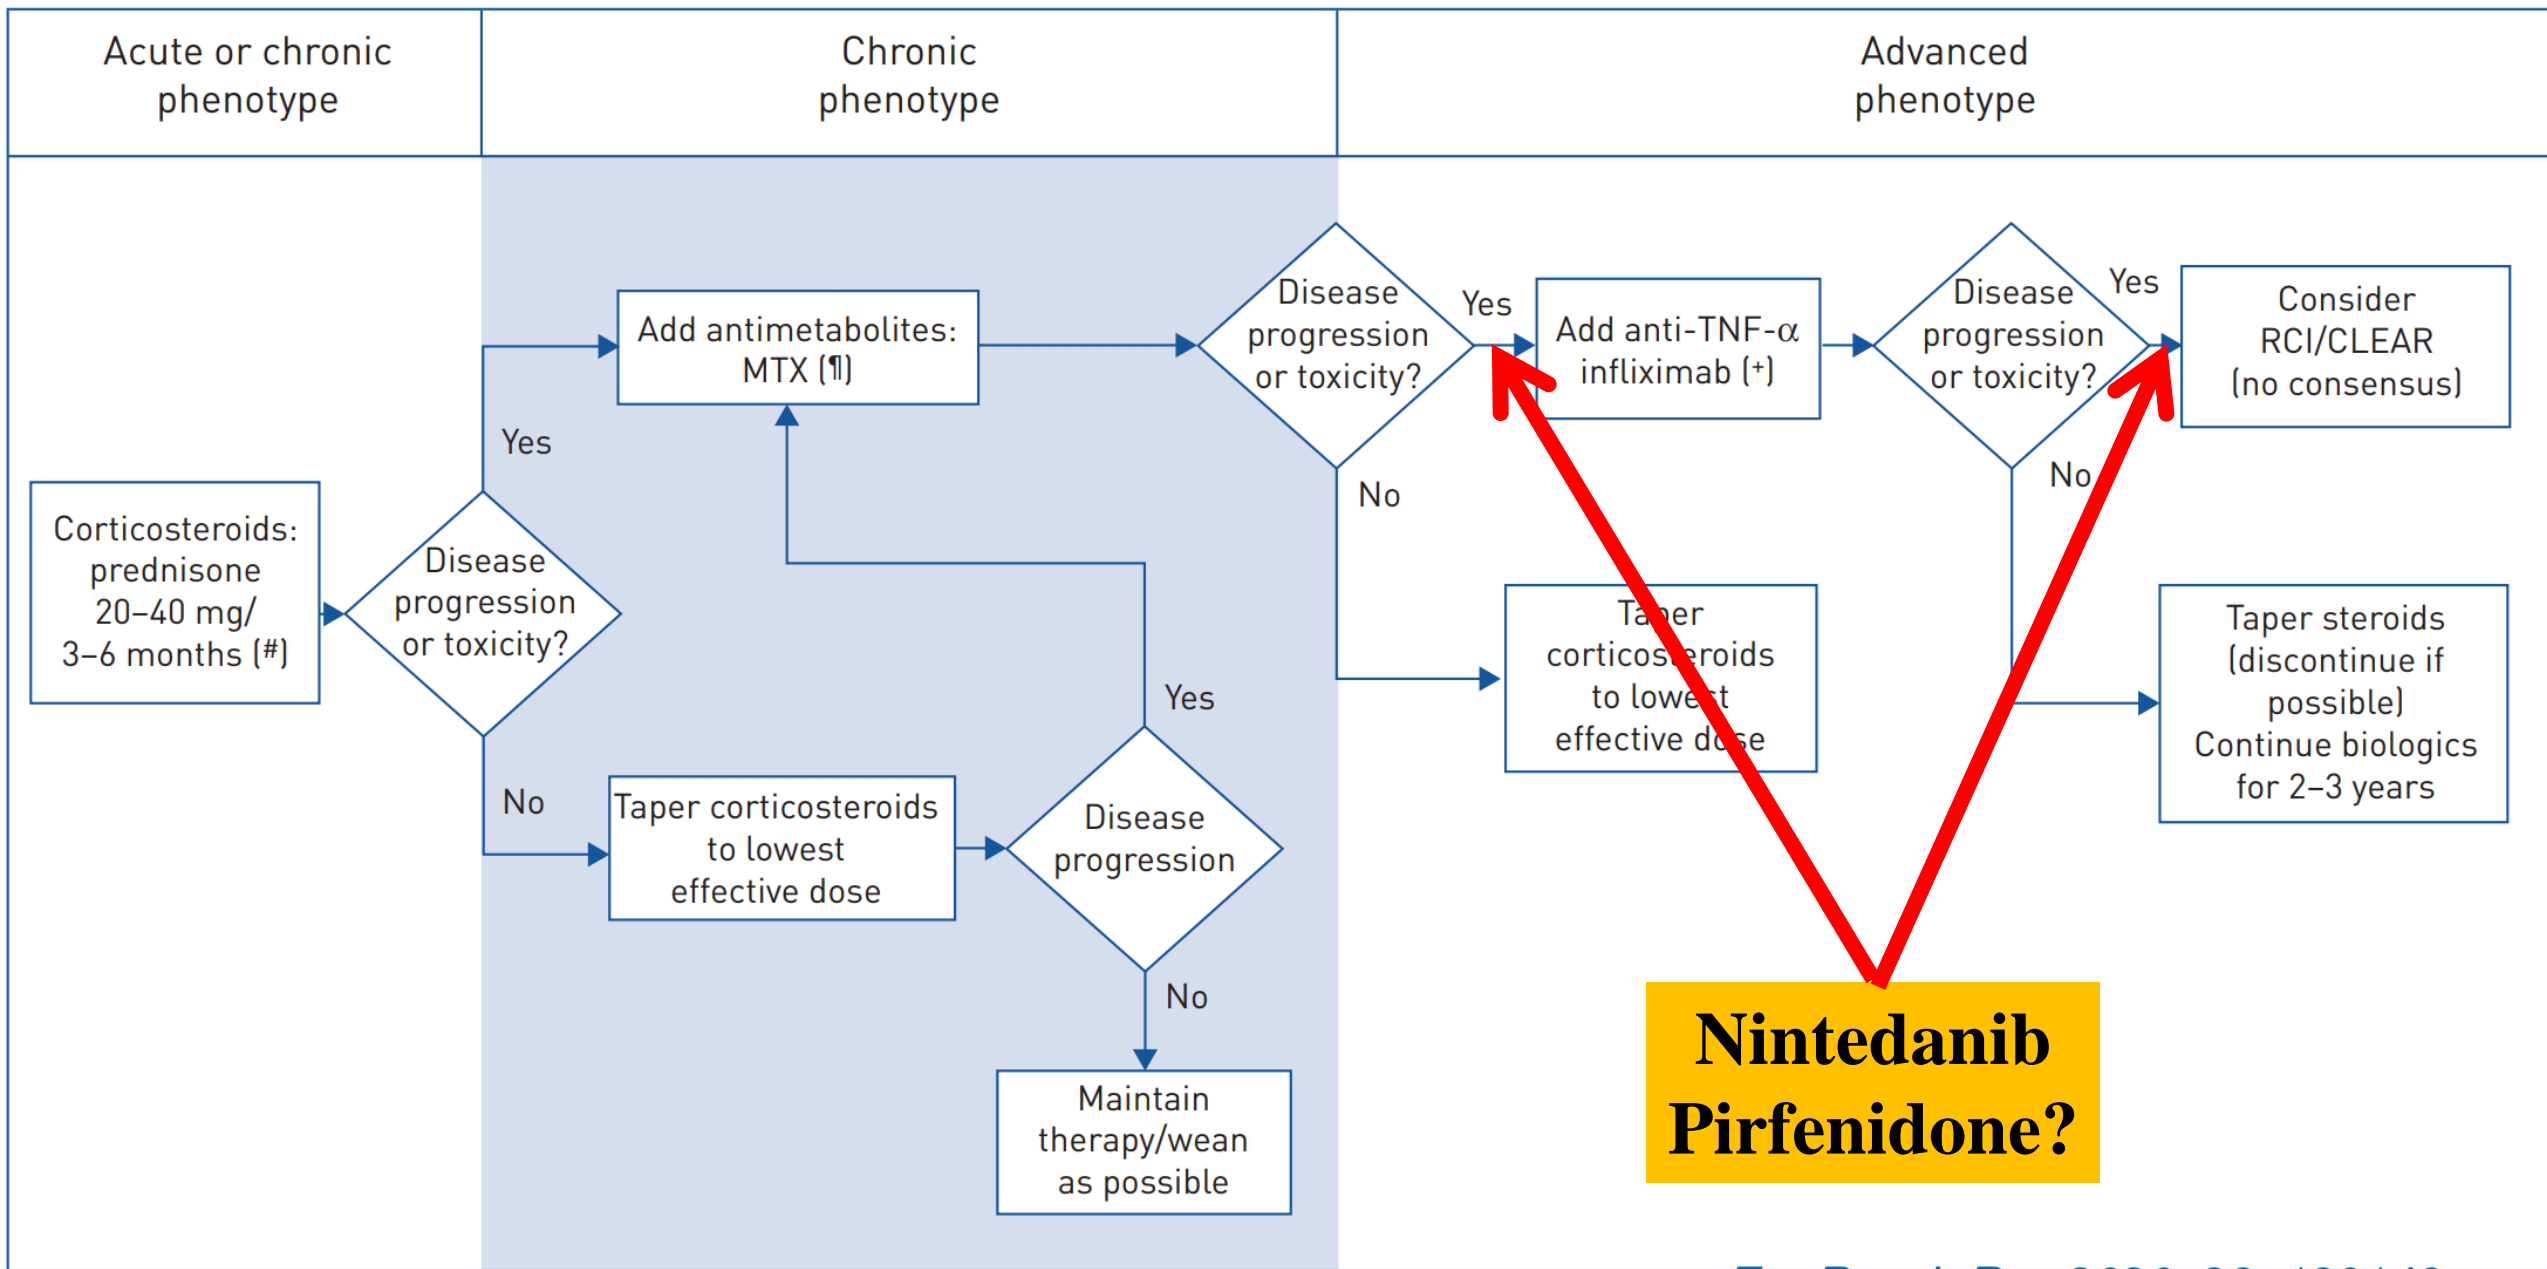 Acute or chronic
phenotype
Chronic
phenotype
Advanced
phenotype
Corticosteroids:
prednisone
20–40 mg/
3–6 months (#)
Disease
progression
or toxicity?
Yes
No
Add antimetabolites:
MTX (¶)
Taper corticosteroids
to lowest
effective dose
Disease
progression
Yes
No
Maintain
therapy/wean
as possible
Disease
progression
or toxicity?
Yes
No
Add anti-TNF-α
infliximab (+)
Taper
corticosteroids
to lowest
effective dose
Disease
progression
or toxicity?
Yes
No
Consider
RCI/CLEAR
(no consensus)
Taper steroids
(discontinue if
possible)
Continue biologics
for 2–3 years
Nintedanib
Pirfenidone?